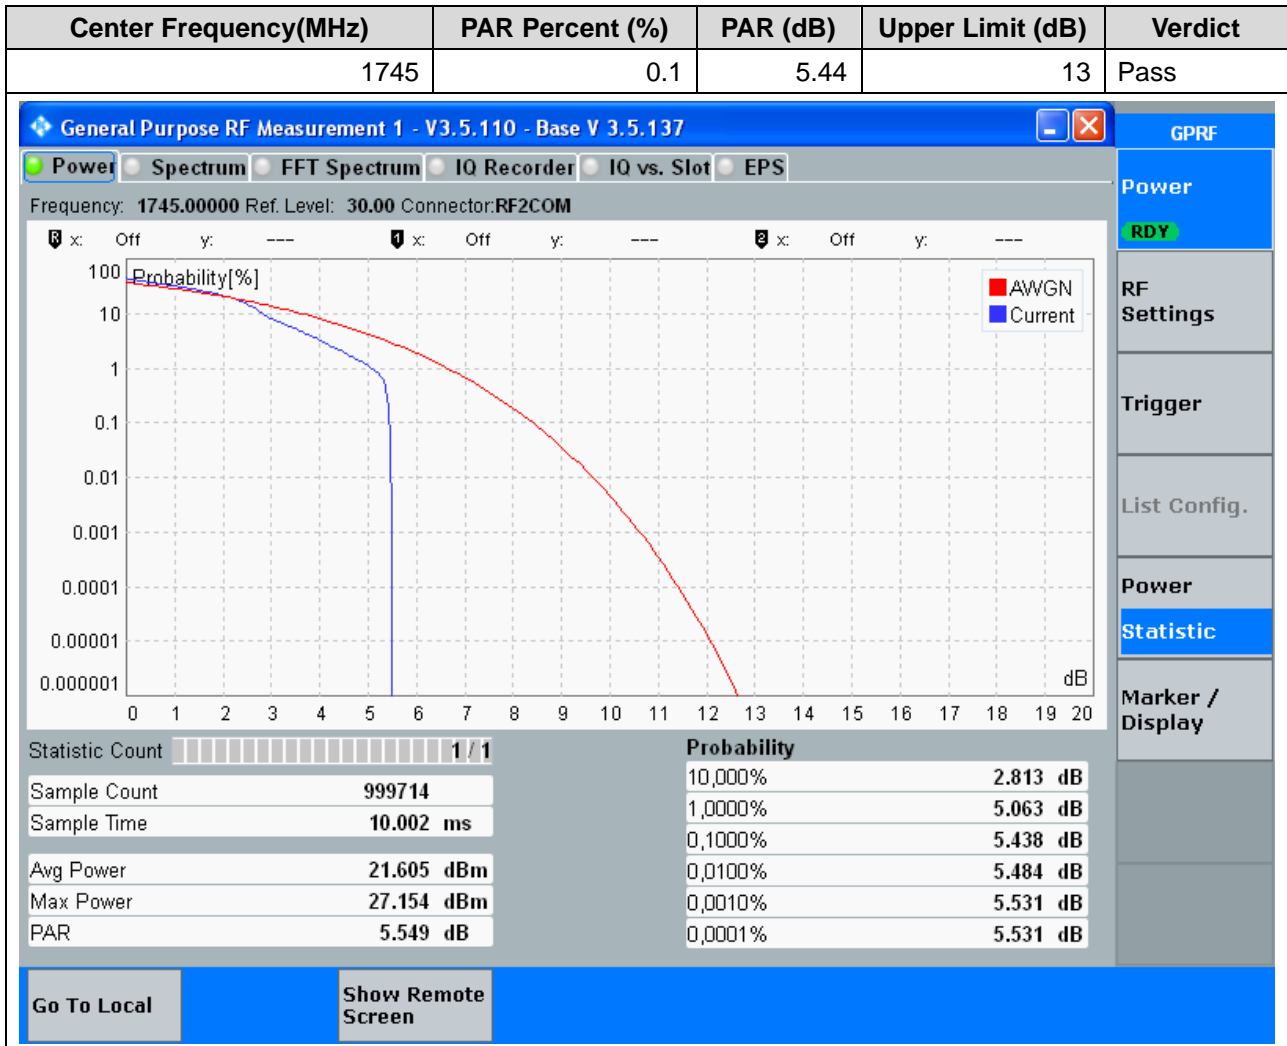 Center Frequency(MHz) PAR Percent (%) PAR (dB) Upper Limit (dB) Verdict
1745 0.1 5.44 13 Pass
General Purpose RF Measurement 1 - V3.5.110 - Base V 3.5.137
GPRF
Power Spectrum FFT Spectrum IQ Recorder IQ vs. Slot EPS
Power
RDY
Frequency: 1745.00000 Ref. Level: 30.00 Connector:RF2COM
R x: Off y: --- 1 x: Off y: --- 2 x: Off y: ---
100 Probability[%]
AWGN
Current
10
1
0.1
0.01
0.001
0.0001
0.00001
0.000001
dB
0 1 2 3 4 5 6 7 8 9 10 11 12 13 14 15 16 17 18 19 20
RF
Settings
Trigger
List Config.
Power
Statistic
Marker /
Display
Statistic Count 1 / 1
Sample Count 999714
Sample Time 10.002 ms
Avg Power 21.605 dBm
Max Power 27.154 dBm
PAR 5.549 dB
Probability
10,000% 2.813 dB
1,0000% 5.063 dB
0,1000% 5.438 dB
0,0100% 5.484 dB
0,0010% 5.531 dB
0,0001% 5.531 dB
Go To Local
Show Remote
Screen